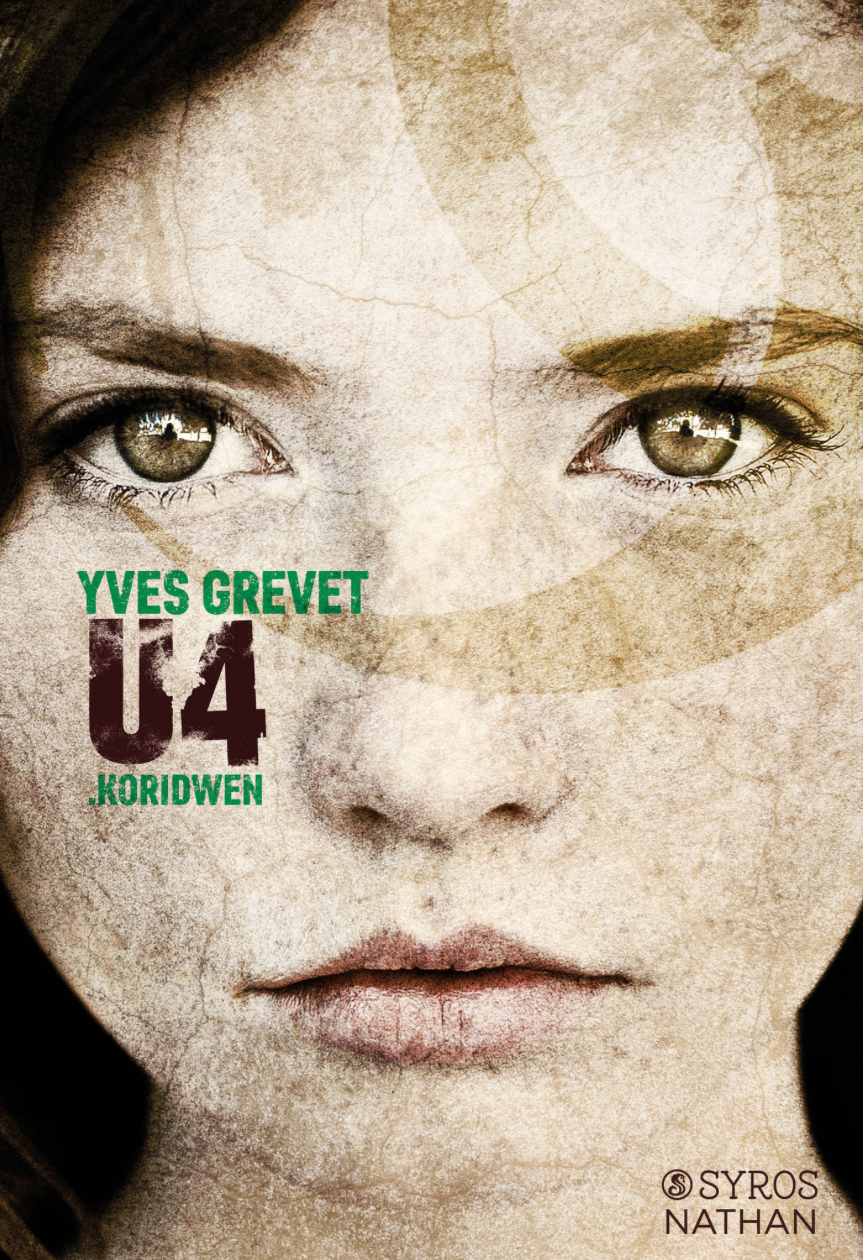 YVES GREVET
U4
.KORIDWEN
SYROS
NATHAN